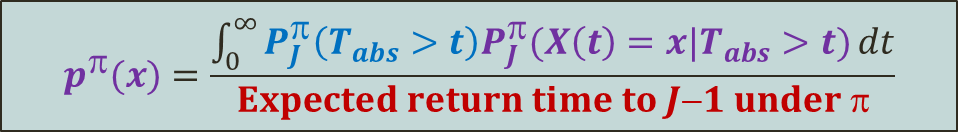 p^π(x) = ∫_0^∞ P_J^π(T_abs > t)P_J^π(X(t) = x|T_abs > t) dt
Expected return time to J−1 under π